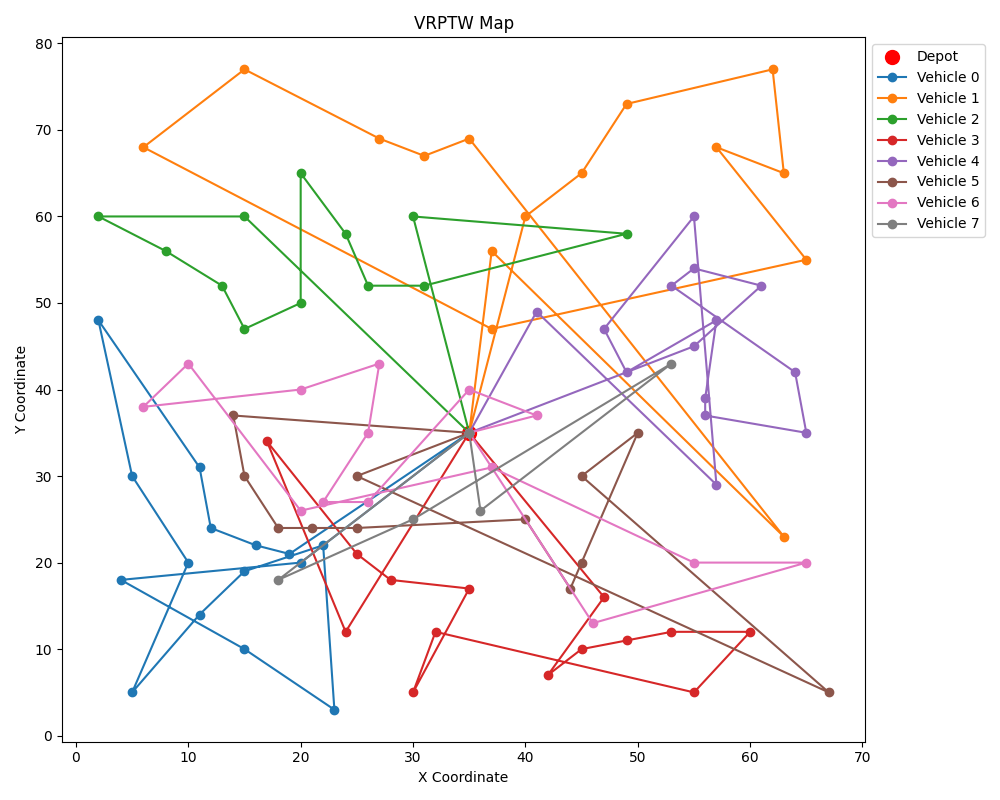 VRPTW Map
80
70
60
50
40
30
20
10
0
Y Coordinate
0 10 20 30 40 50 60 70
X Coordinate
Depot
Vehicle 0
Vehicle 1
Vehicle 2
Vehicle 3
Vehicle 4
Vehicle 5
Vehicle 6
Vehicle 7